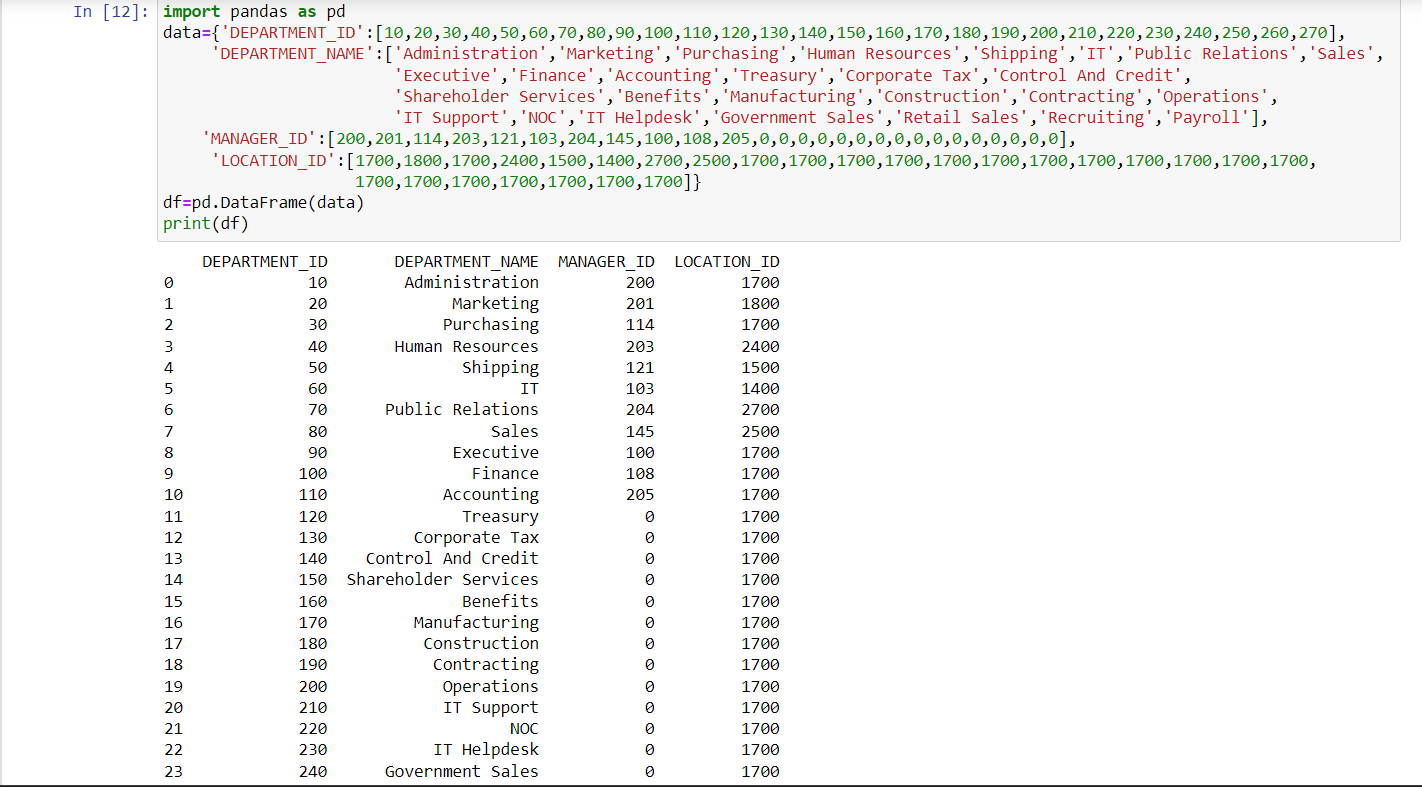 In [12]: import pandas as pd
data={'DEPARTMENT_ID':[10,20,30,40,50,60,70,80,90,100,110,120,130,140,150,160,170,180,190,200,210,220,230,240,250,260,270],
'DEPARTMENT_NAME':['Administration','Marketing','Purchasing','Human Resources','Shipping','IT','Public Relations','Sales',
'Executive','Finance','Accounting','Treasury','Corporate Tax','Control And Credit',
'Shareholder Services','Benefits','Manufacturing','Construction','Contracting','Operations',
'IT Support','NOC','IT Helpdesk','Government Sales','Retail Sales','Recruiting','Payroll'],
'MANAGER_ID':[200,201,114,203,121,103,204,145,100,108,205,0,0,0,0,0,0,0,0,0,0,0,0,0,0,0,0],
'LOCATION_ID':[1700,1800,1700,2400,1500,1400,2700,2500,1700,1700,1700,1700,1700,1700,1700,1700,1700,1700,1700,1700,
1700,1700,1700,1700,1700,1700,1700]}
df=pd.DataFrame(data)
print(df)
DEPARTMENT_ID DEPARTMENT_NAME MANAGER_ID LOCATION_ID
0 10 Administration 200 1700
1 20 Marketing 201 1800
2 30 Purchasing 114 1700
3 40 Human Resources 203 2400
4 50 Shipping 121 1500
5 60 IT 103 1400
6 70 Public Relations 204 2700
7 80 Sales 145 2500
8 90 Executive 100 1700
9 100 Finance 108 1700
10 110 Accounting 205 1700
11 120 Treasury 0 1700
12 130 Corporate Tax 0 1700
13 140 Control And Credit 0 1700
14 150 Shareholder Services 0 1700
15 160 Benefits 0 1700
16 170 Manufacturing 0 1700
17 180 Construction 0 1700
18 190 Contracting 0 1700
19 200 Operations 0 1700
20 210 IT Support 0 1700
21 220 NOC 0 1700
22 230 IT Helpdesk 0 1700
23 240 Government Sales 0 1700